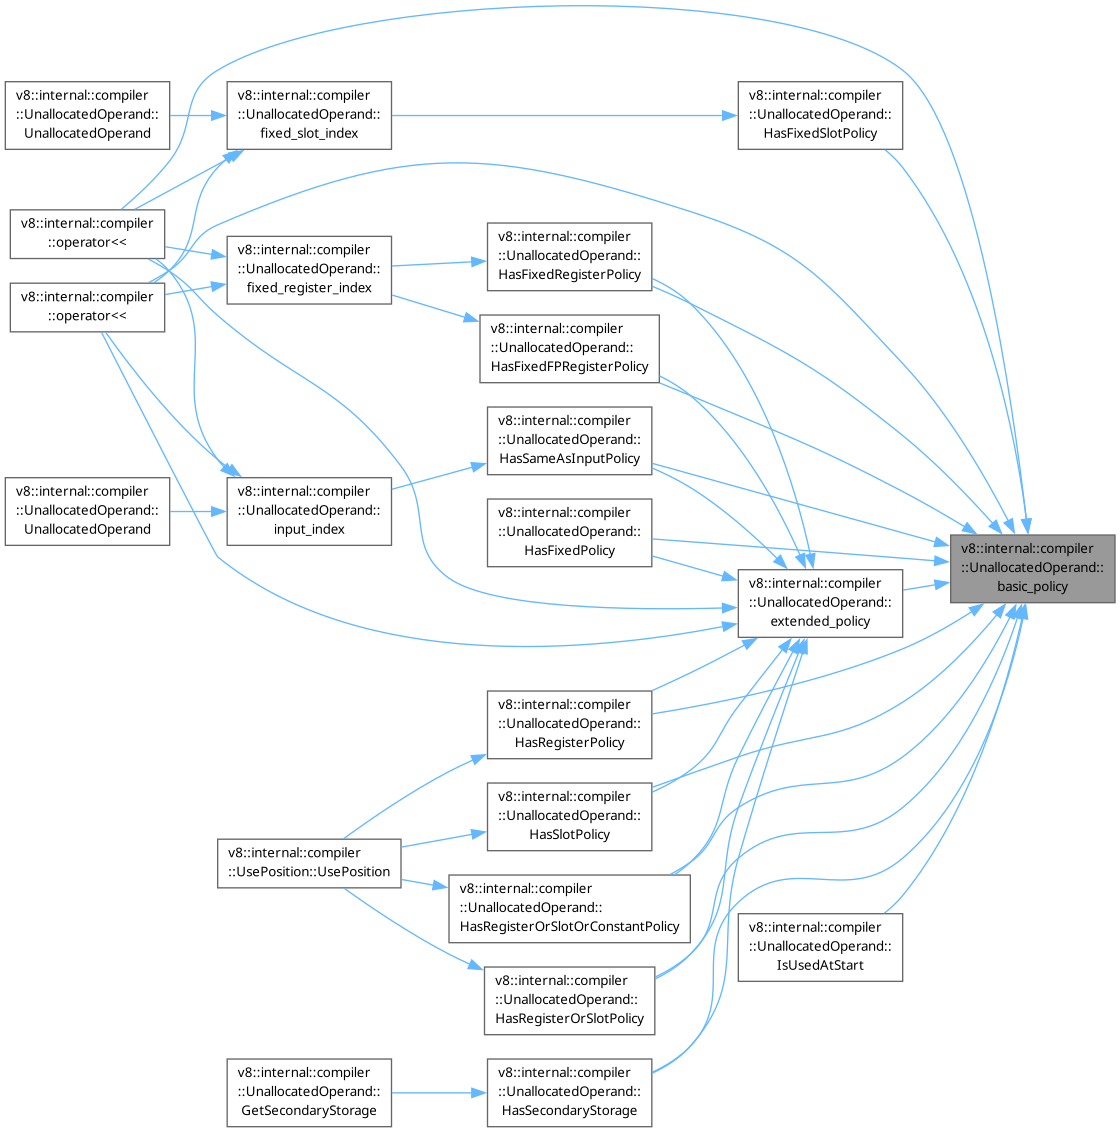 v8::internal::compiler
::UnallocatedOperand::
UnallocatedOperand
v8::internal::compiler
::UnallocatedOperand::
fixed_slot_index
v8::internal::compiler
::UnallocatedOperand::
HasFixedSlotPolicy
v8::internal::compiler
::operator<<
v8::internal::compiler
::UnallocatedOperand::
fixed_register_index
v8::internal::compiler
::UnallocatedOperand::
HasFixedRegisterPolicy
v8::internal::compiler
::operator<<
v8::internal::compiler
::UnallocatedOperand::
HasFixedFPRegisterPolicy
v8::internal::compiler
::UnallocatedOperand::
HasSameAsInputPolicy
v8::internal::compiler
::UnallocatedOperand::
UnallocatedOperand
v8::internal::compiler
::UnallocatedOperand::
input_index
v8::internal::compiler
::UnallocatedOperand::
HasFixedPolicy
v8::internal::compiler
::UnallocatedOperand::
basic_policy
v8::internal::compiler
::UnallocatedOperand::
extended_policy
v8::internal::compiler
::UnallocatedOperand::
HasRegisterPolicy
v8::internal::compiler
::UnallocatedOperand::
HasSlotPolicy
v8::internal::compiler
::UsePosition::UsePosition
v8::internal::compiler
::UnallocatedOperand::
HasRegisterOrSlotOrConstantPolicy
v8::internal::compiler
::UnallocatedOperand::
IsUsedAtStart
v8::internal::compiler
::UnallocatedOperand::
HasRegisterOrSlotPolicy
v8::internal::compiler
::UnallocatedOperand::
GetSecondaryStorage
v8::internal::compiler
::UnallocatedOperand::
HasSecondaryStorage